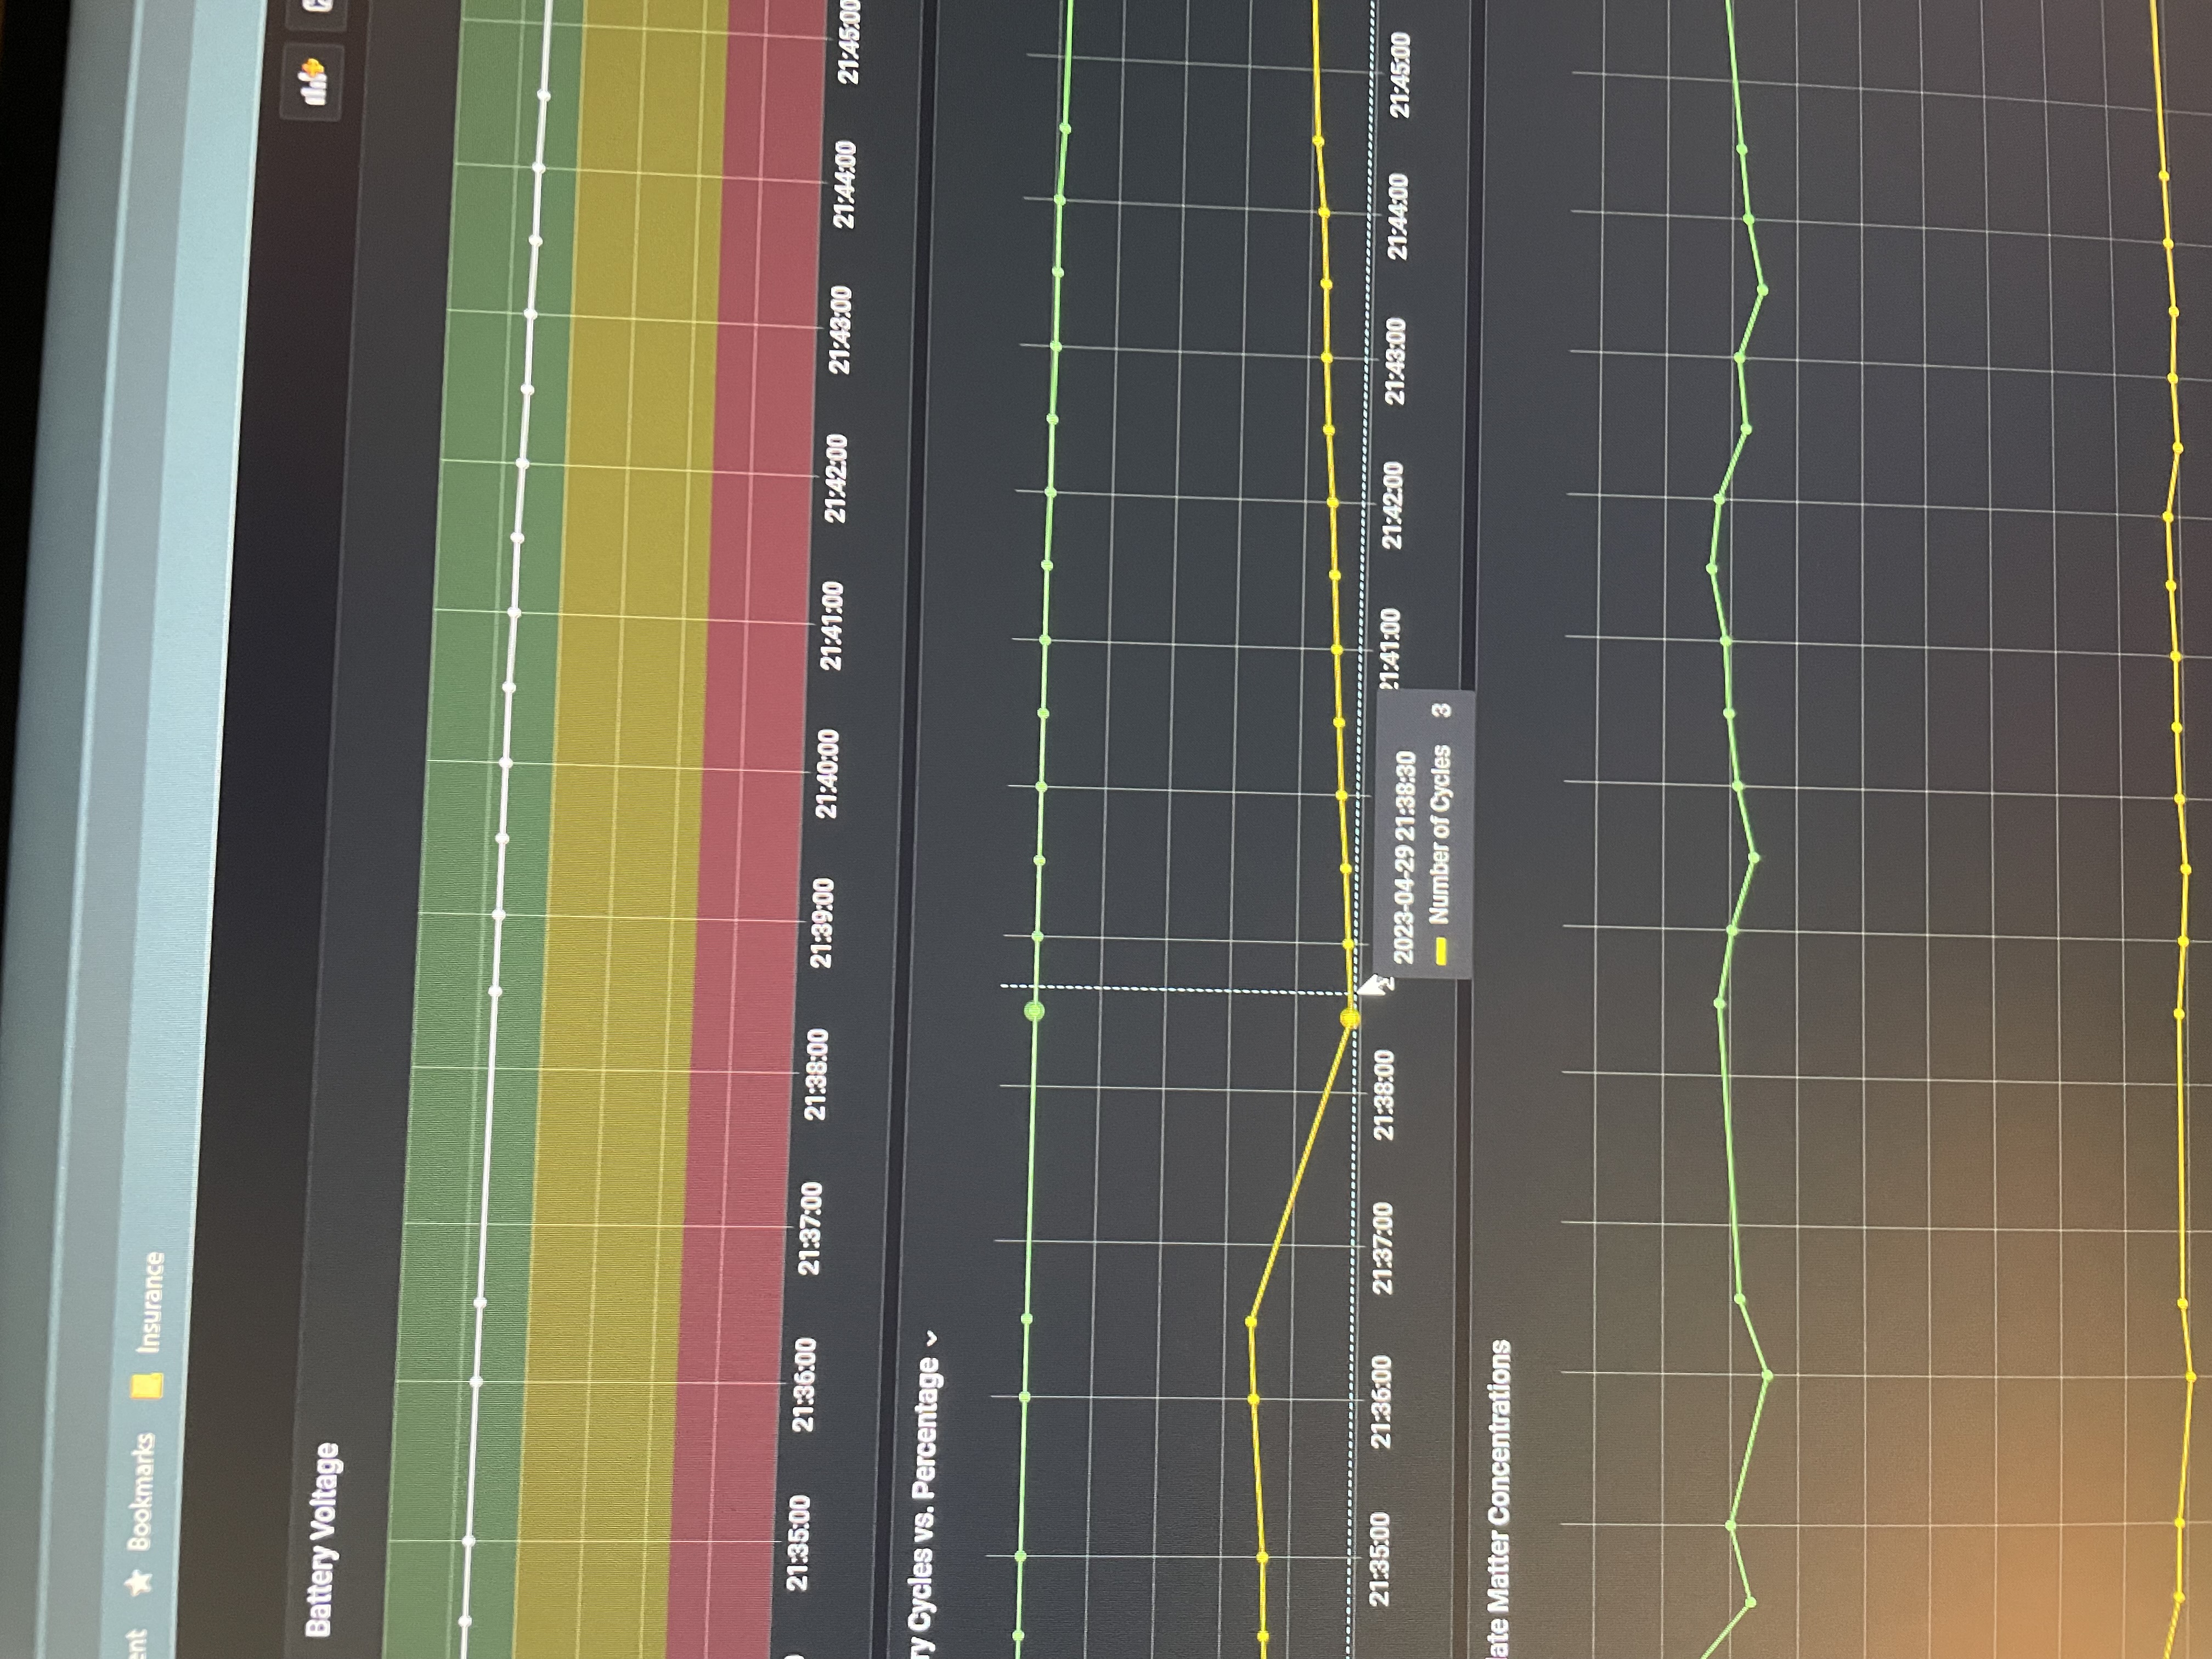 ent Bookmarks Insurance
Battery Voltage
21:35:00 21:36:00 21:37:00 21:38:00 21:39:00 21:40:00 21:41:00 21:42:00 21:43:00 21:44:00 21:45:00
ry Cycles vs. Percentage
21:35:00 21:36:00 21:37:00 21:38:00 2 21:41:00 21:42:00 21:43:00 21:44:00 21:45:00
2023-04-29 21:38:30
Number of Cycles 3
late Matter Concentrations